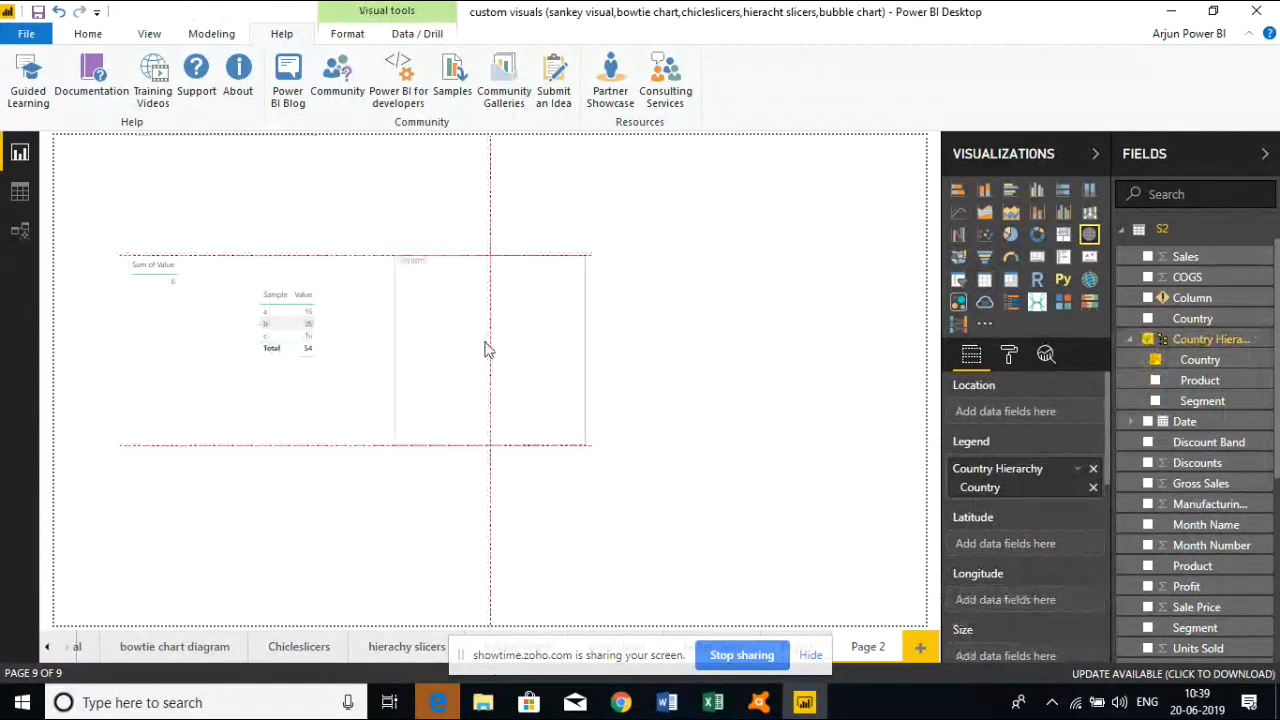 Visual tools
custom visuals (sankey visual,bowtie chart,chicleslicers,hieracht slicers,bubble chart) - Power BI Desktop
File
Home
View
Modeling
Help
Format
Data / Drill
Arjun Power BI
Guided Learning
Documentation
Training Videos
Support
About
Power BI Blog
Community
Power BI for developers
Samples
Community Galleries
Submit an Idea
Partner Showcase
Consulting Services
Help
Community
Resources
Sum of Value
6
Sample Value
a 16
b
c
Total 54
VISUALIZATIONS
Location
Add data fields here
Legend
Country Hierarchy
Country
Latitude
Add data fields here
Longitude
Add data fields here
Size
Add data fields here
FIELDS
Search
S2
Sales
COGS
Column
Country
Country Hiera...
Country
Product
Segment
Date
Discount Band
Discounts
Gross Sales
Manufacturin...
Month Name
Month Number
Product
Profit
Sale Price
Segment
Units Sold
al
bowtie chart diagram
Chicleslicers
hierachy slicers
Page 2
showtime.zoho.com is sharing your screen.
Stop sharing
Hide
PAGE 9 OF 9
UPDATE AVAILABLE (CLICK TO DOWNLOAD)
Type here to search
10:39
20-06-2019